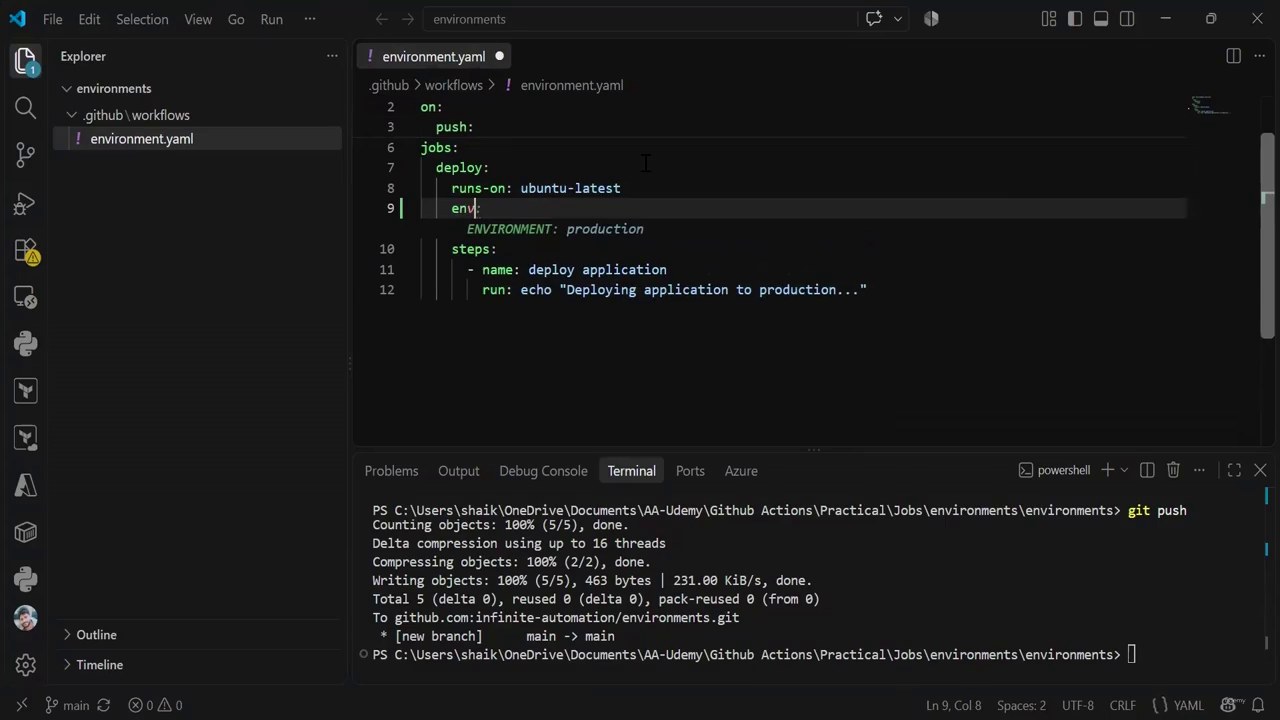 File Edit Selection View Go Run ···
environments
Explorer ···
environments
.github\workflows
! environment.yaml
1
! environment.yaml
.github > workflows > ! environment.yaml
2 on:
3 push:
6 jobs:
7 deploy:
8 runs-on: ubuntu-latest
9 env:
ENVIRONMENT: production
10 steps:
11 - name: deploy application
12 run: echo "Deploying application to production..."
Problems Output Debug Console Terminal Ports Azure
powershell
PS C:\Users\shaik\OneDrive\Documents\AA-Udemy\Github Actions\Practical\Jobs\environments\environments> git push
Counting objects: 100% (5/5), done.
Delta compression using up to 16 threads
Compressing objects: 100% (2/2), done.
Writing objects: 100% (5/5), 463 bytes | 231.00 KiB/s, done.
Total 5 (delta 0), reused 0 (delta 0), pack-reused 0 (from 0)
To github.com:infinite-automation/environments.git
* [new branch] main -> main
PS C:\Users\shaik\OneDrive\Documents\AA-Udemy\Github Actions\Practical\Jobs\environments\environments>
Outline
Timeline
main 0 0
Ln 9, Col 8 Spaces: 2 UTF-8 CRLF {} YAML